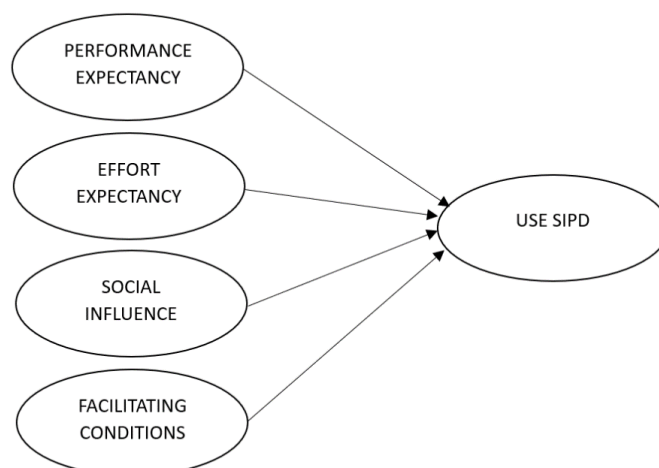 PERFORMANCE
EXPECTANCY
EFFORT
EXPECTANCY
SOCIAL
INFLUENCE
FACILITATING
CONDITIONS
USE SIPD